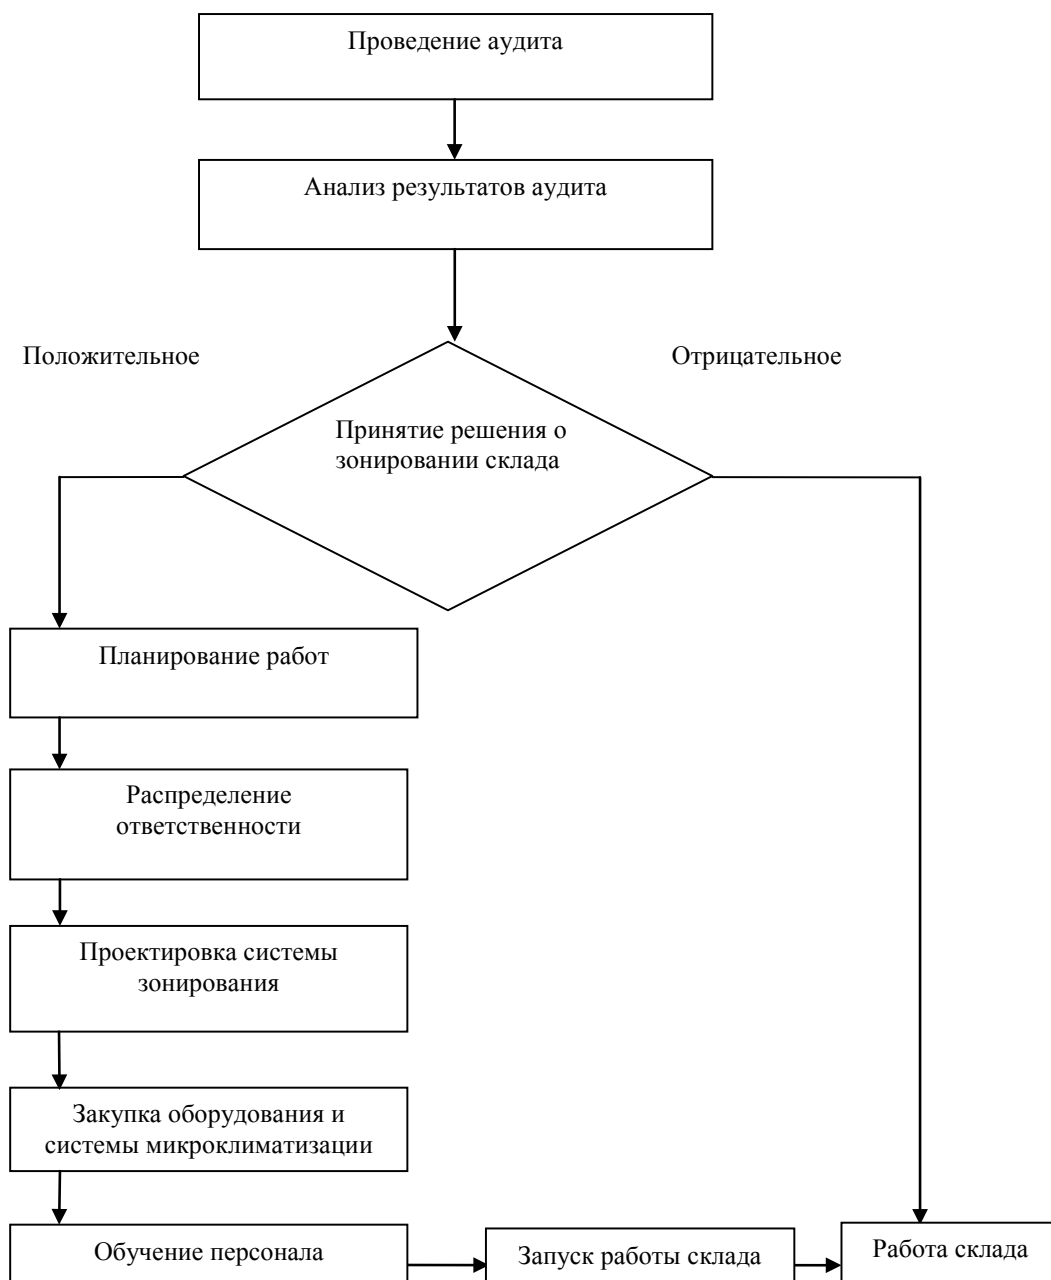 Проведение аудита
Анализ результатов аудита
Положительное
Отрицательное
Принятие решения о
зонировании склада
Планирование работ
Распределение
ответственности
Проектировка системы
зонирования
Закупка оборудования и
системы микроклиматизации
Обучение персонала
Запуск работы склада
Работа склада